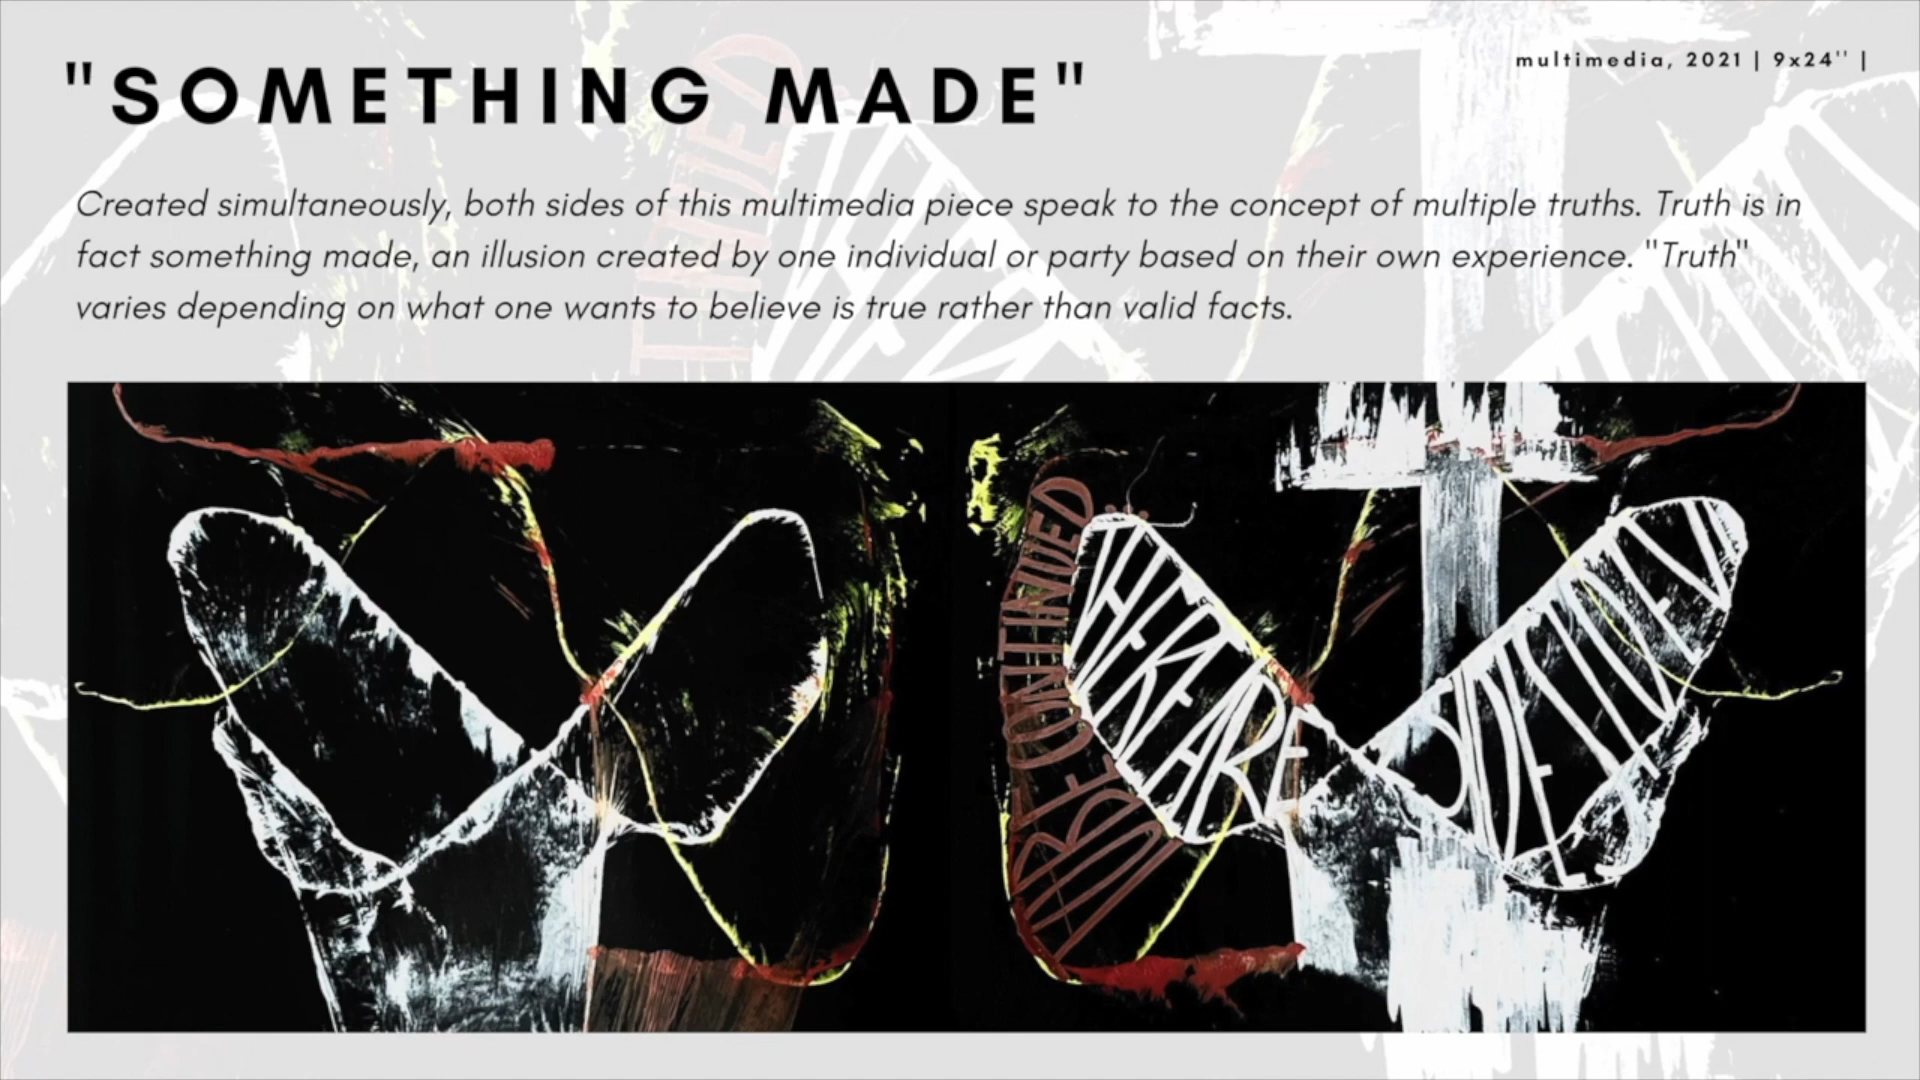 "SOMETHING MADE"
multimedia, 2021 | 9x24'' |
Created simultaneously, both sides of this multimedia piece speak to the concept of multiple truths. Truth is in
fact something made, an illusion created by one individual or party based on their own experience. "Truth"
varies depending on what one wants to believe is true rather than valid facts.
CONTINUED
THERE ARE
SIDES TO